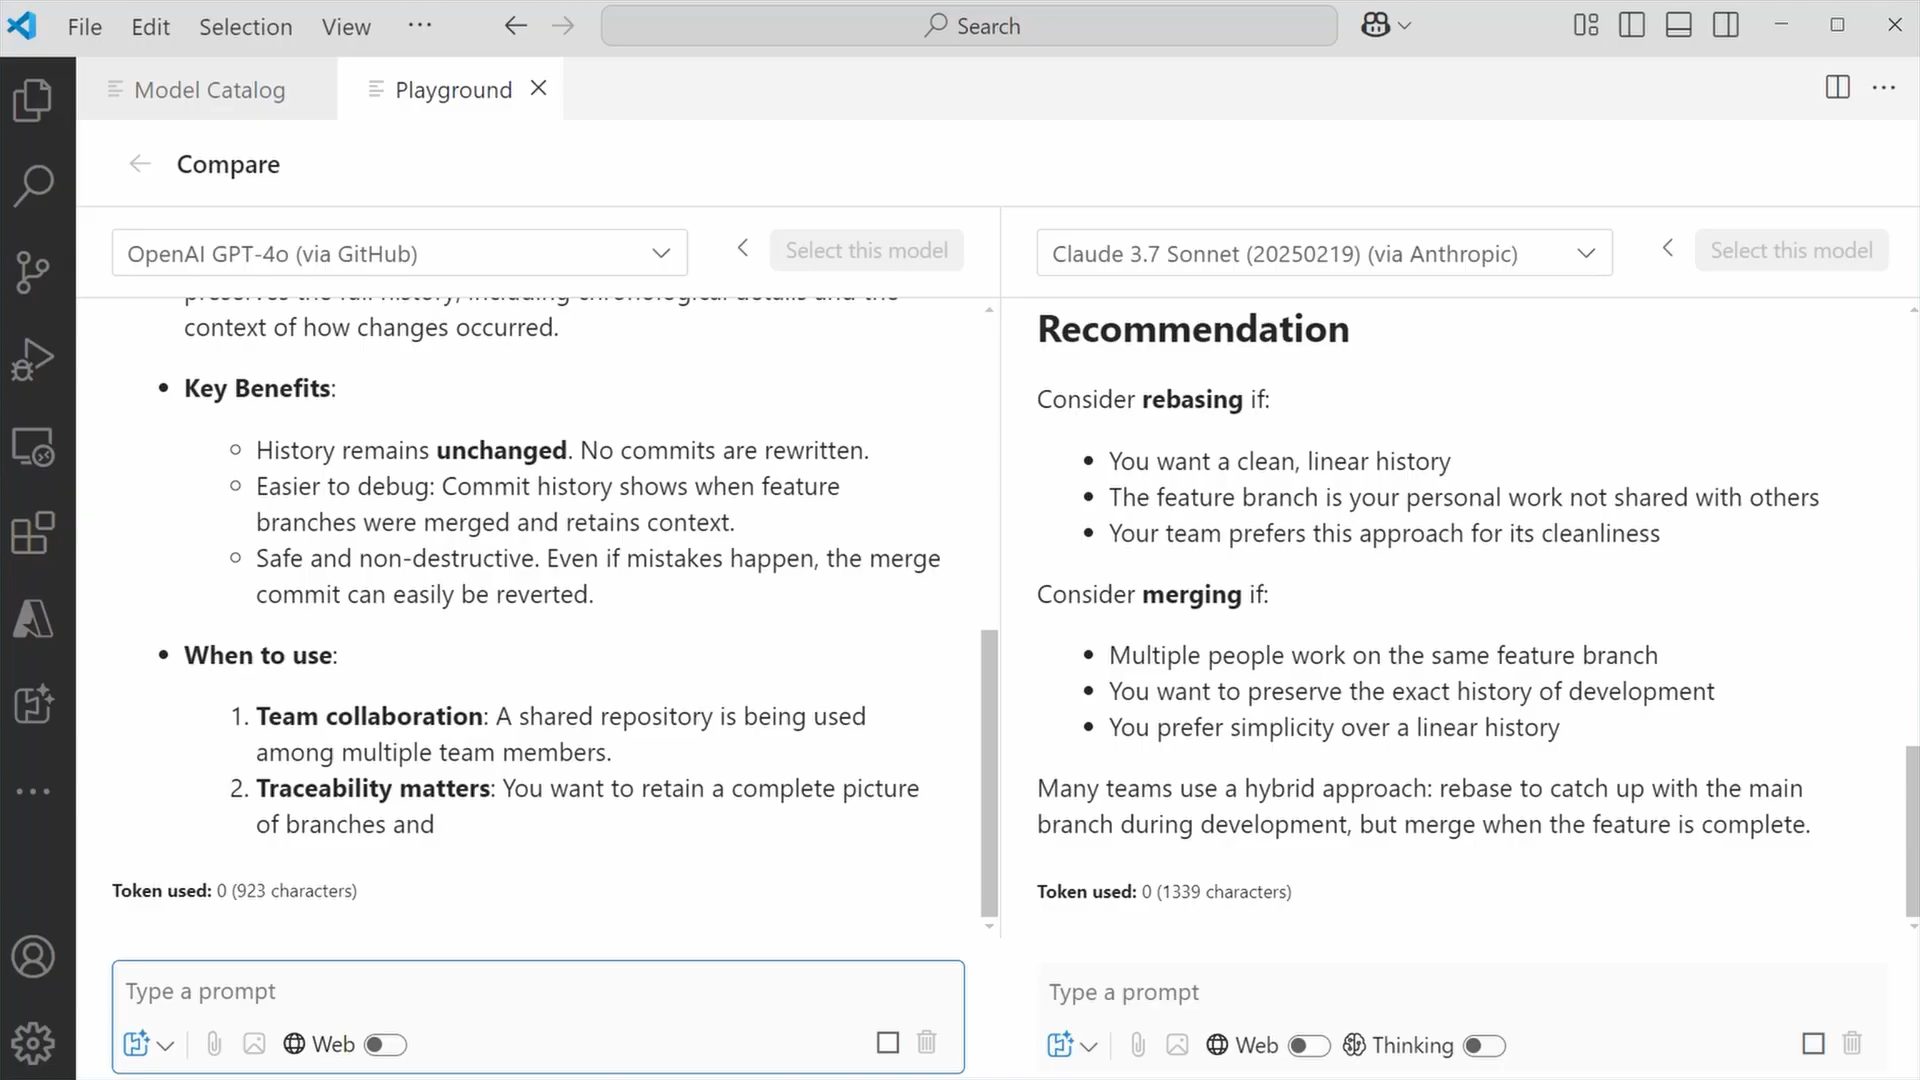 File Edit Selection View ···
Search
Model Catalog
Playground
Compare
OpenAI GPT-4o (via GitHub)
Select this model
preserves the full history, including chronological details and the
context of how changes occurred.
• Key Benefits:
○ History remains unchanged. No commits are rewritten.
○ Easier to debug: Commit history shows when feature
branches were merged and retains context.
○ Safe and non-destructive. Even if mistakes happen, the merge
commit can easily be reverted.
• When to use:
1. Team collaboration: A shared repository is being used
among multiple team members.
2. Traceability matters: You want to retain a complete picture
of branches and
Token used: 0 (923 characters)
Type a prompt
Web
Claude 3.7 Sonnet (20250219) (via Anthropic)
Select this model
Recommendation
Consider rebasing if:
• You want a clean, linear history
• The feature branch is your personal work not shared with others
• Your team prefers this approach for its cleanliness
Consider merging if:
• Multiple people work on the same feature branch
• You want to preserve the exact history of development
• You prefer simplicity over a linear history
Many teams use a hybrid approach: rebase to catch up with the main
branch during development, but merge when the feature is complete.
Token used: 0 (1339 characters)
Type a prompt
Web
Thinking